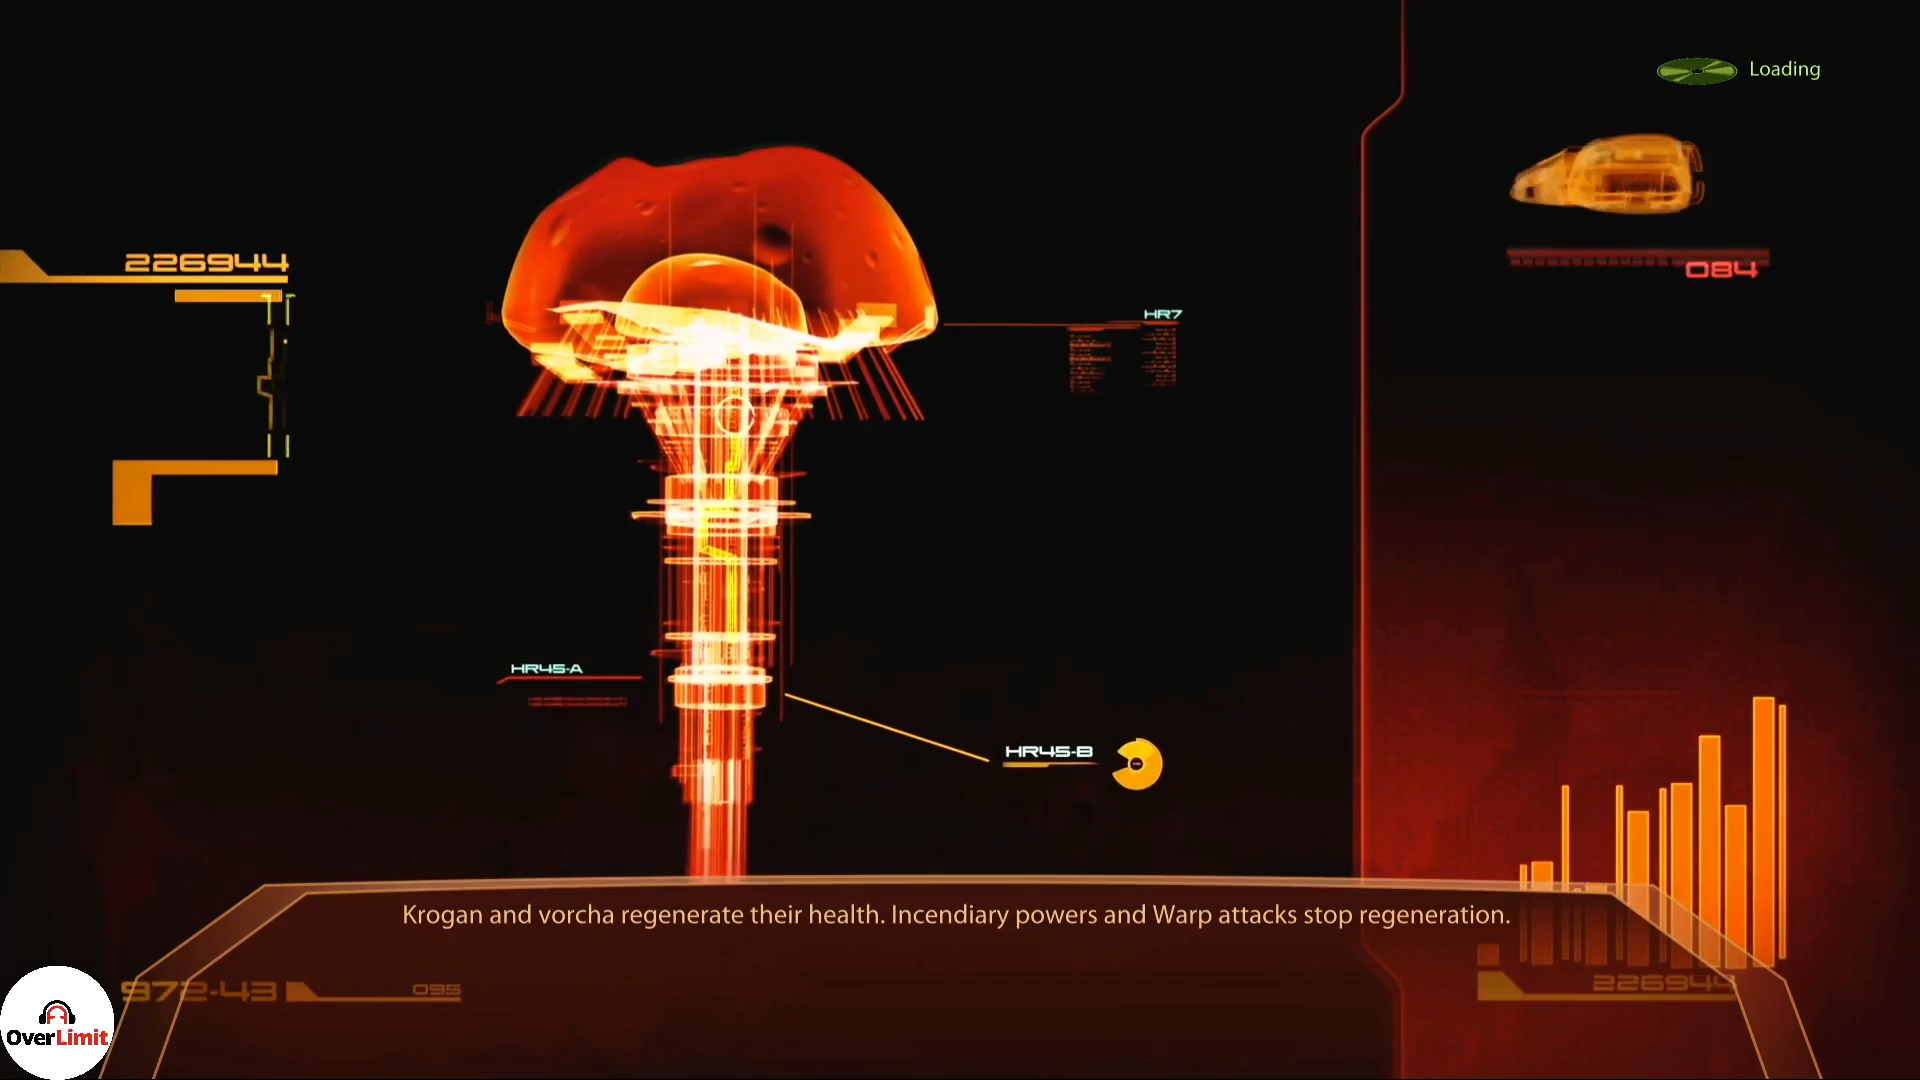 Loading
226944
084
HR7
HR45-A
HR45-B
Krogan and vorcha regenerate their health. Incendiary powers and Warp attacks stop regeneration.
972-43
095
226944
OverLimit